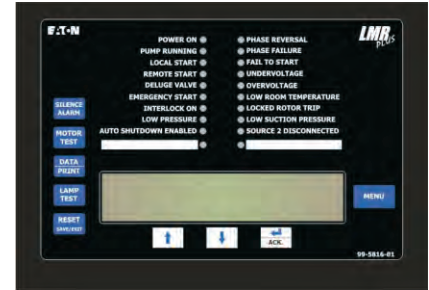 EATON
LMR
PLUS
POWER ON
PUMP RUNNING
LOCAL START
REMOTE START
DELUGE VALVE
EMERGENCY START
INTERLOCK ON
LOW PRESSURE
AUTO SHUTDOWN ENABLED
PHASE REVERSAL
PHASE FAILURE
FAIL TO START
UNDERVOLTAGE
OVERVOLTAGE
LOW ROOM TEMPERATURE
LOCKED ROTOR TRIP
LOW SUCTION PRESSURE
SOURCE 2 DISCONNECTED
SILENCE
ALARM
MOTOR
TEST
DATA
PRINT
LAMP
TEST
RESET
SAVE/EXIT
MENU
ACK.
99-5816-01